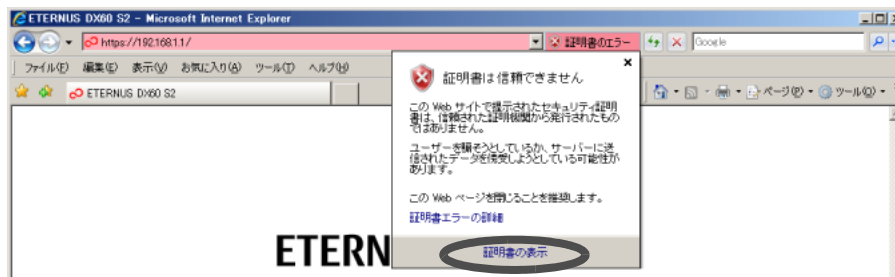 ETERNUS DX60 S2 - Microsoft Internet Explorer
https://192.168.1.1/
証明書のエラー
Google
ファイル(F) 編集(E) 表示(V) お気に入り(A) ツール(T) ヘルプ(H)
ETERNUS DX60 S2
ページ(P)
ツール(O)
証明書は信頼できません
この Web サイトで提示されたセキュリティ証明
書は、信頼された証明機関から発行されたもの
ではありません。
ユーザーを騙そうとしているか、サーバーに送
信されたデータを傍受しようとしている可能性が
あります。
この Web ページを閉じることを推奨します。
証明書エラーの詳細
証明書の表示
ETERN